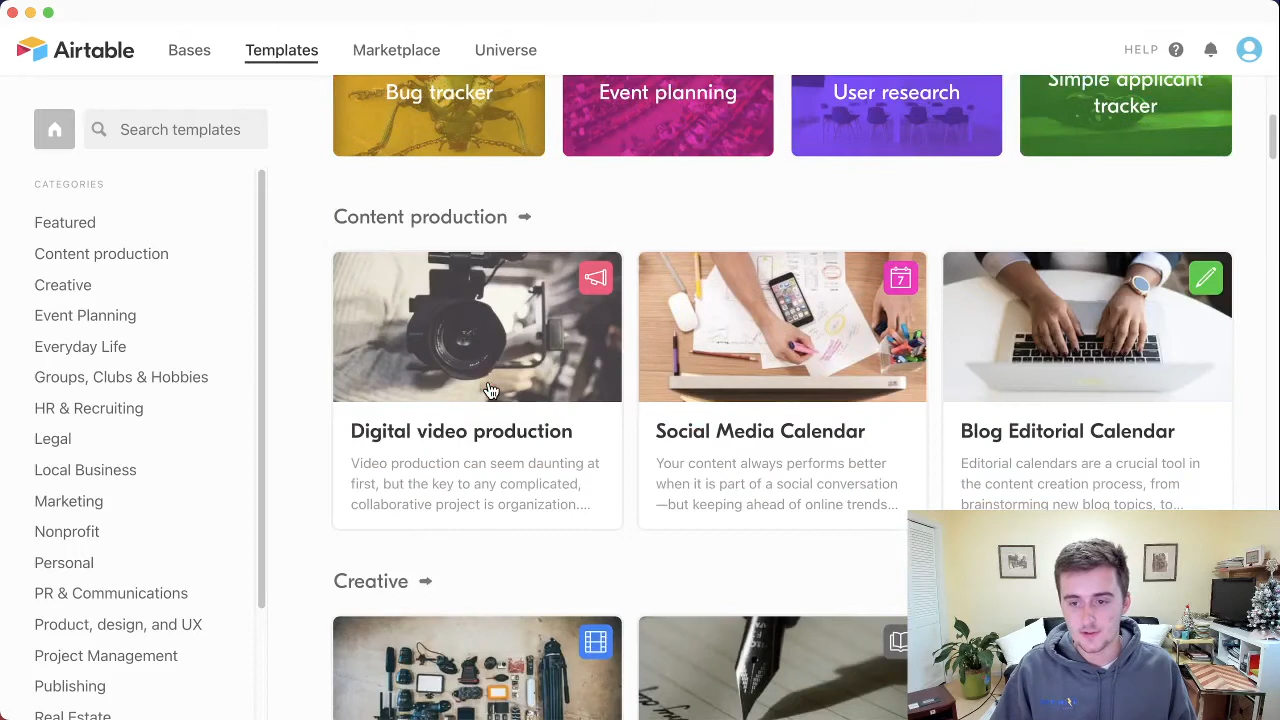 Airtable
Bases
Templates
Marketplace
Universe
HELP
Bug tracker
Event planning
User research
Simple applicant
tracker
Search templates
CATEGORIES
Featured
Content production
Creative
Event Planning
Everyday Life
Groups, Clubs & Hobbies
HR & Recruiting
Legal
Local Business
Marketing
Nonprofit
Personal
PR & Communications
Product, design, and UX
Project Management
Publishing
Real Estate
Content production
7
Digital video production
Video production can seem daunting at
first, but the key to any complicated,
collaborative project is organization....
Social Media Calendar
Your content always performs better
when it is part of a social conversation
—but keeping ahead of online trends...
Blog Editorial Calendar
Editorial calendars are a crucial tool in
the content creation process, from
brainstorming new blog topics, to...
Creative